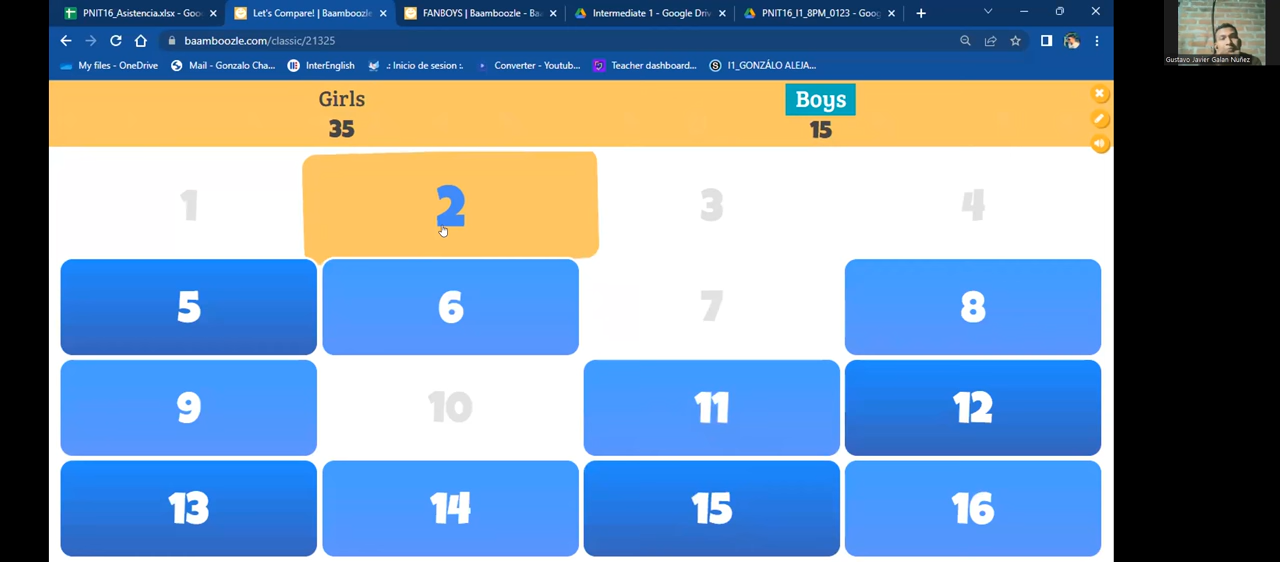 PNIT16_Asistencia.xlsx - Goo
Let's Compare! | Baamboozle
FANBOYS | Baamboozle - Ba
Intermediate 1 - Google Driv
PNIT16_I1_8PM_0123 - Goog
baamboozle.com/classic/21325
My files - OneDrive
Mail - Gonzalo Cha...
InterEnglish
.: Inicio de sesion :.
Converter - Youtub...
Teacher dashboard...
I1_GONZÁLO ALEJA...
Gustavo Javier Galan Nuñez
Girls
Boys
35
15
1
2
3
4
5
6
7
8
9
10
11
12
13
14
15
16